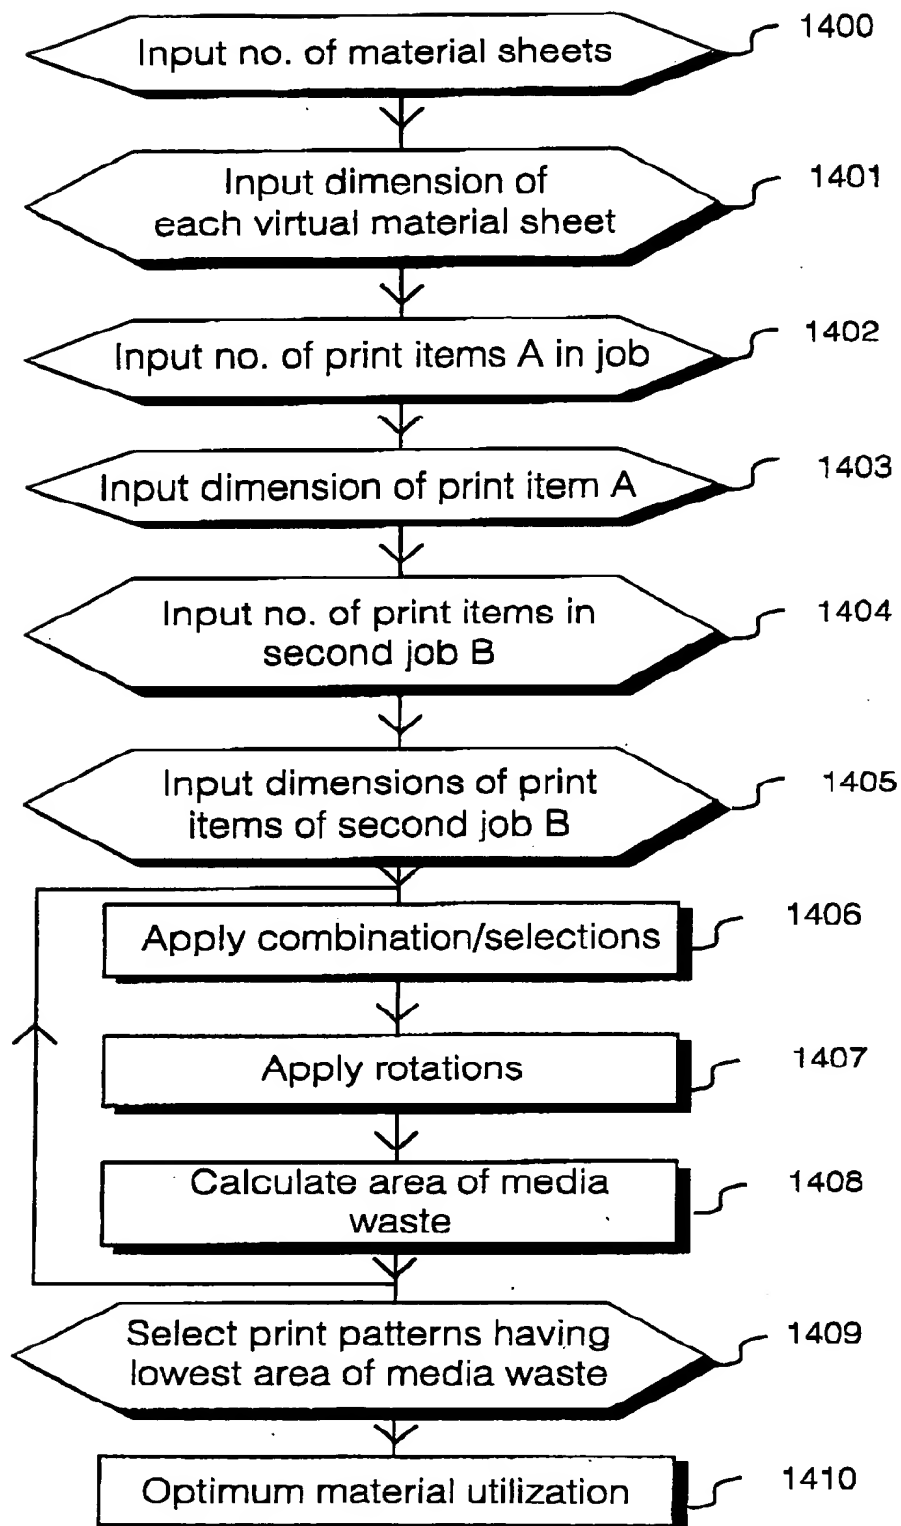 Input no. of material sheets
1400
Input dimension of
each virtual material sheet
1401
Input no. of print items A in job
1402
Input dimension of print item A
1403
Input no. of print items in
second job B
1404
Input dimensions of print
items of second job B
1405
Apply combination/selections
1406
Apply rotations
1407
Calculate area of media
waste
1408
Select print patterns having
lowest area of media waste
1409
Optimum material utilization
1410